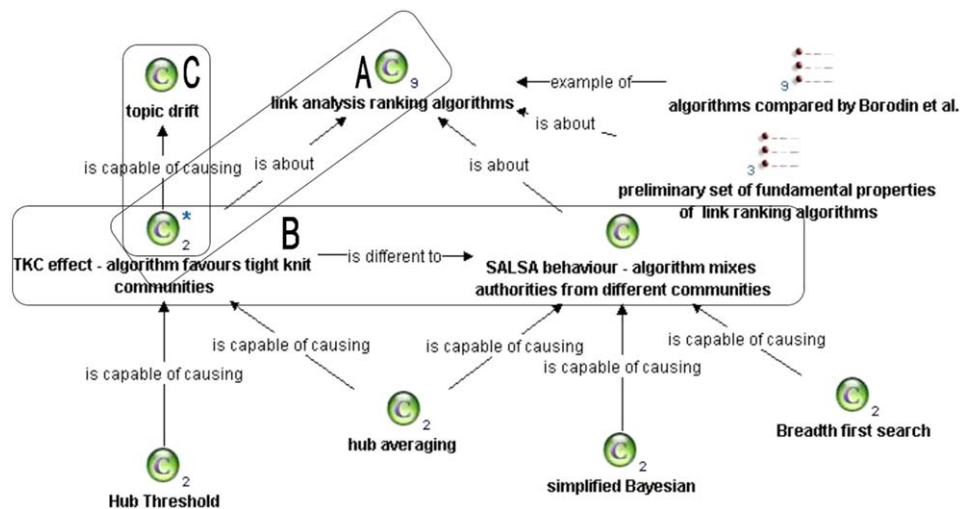 C
C
topic drift
A
C
9
link analysis ranking algorithms
example of
9
algorithms compared by Borodin et al.
is about
3
preliminary set of fundamental properties
of link ranking algorithms
is capable of causing
is about
is about
C
*
2
TKC effect - algorithm favours tight knit
communities
B
is different to
C
SALSA behaviour - algorithm mixes
authorities from different communities
is capable of causing
is capable of causing
is capable of causing
is capable of causing
is capable of causing
C
2
Hub Threshold
C
2
hub averaging
C
2
simplified Bayesian
C
2
Breadth first search